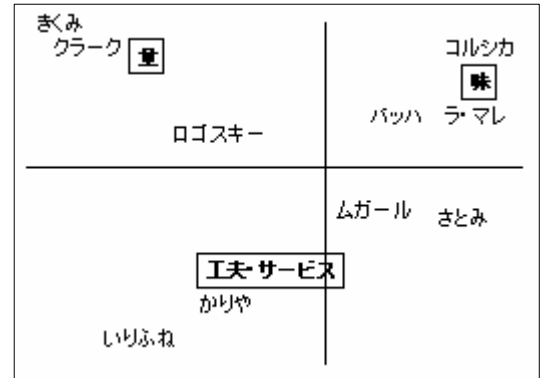 きくみ
クラーク 量
コルシカ
味
バッハ ラ・マレ
ロゴスキー
ムガール さとみ
工夫・サービス
かりや
いりふね